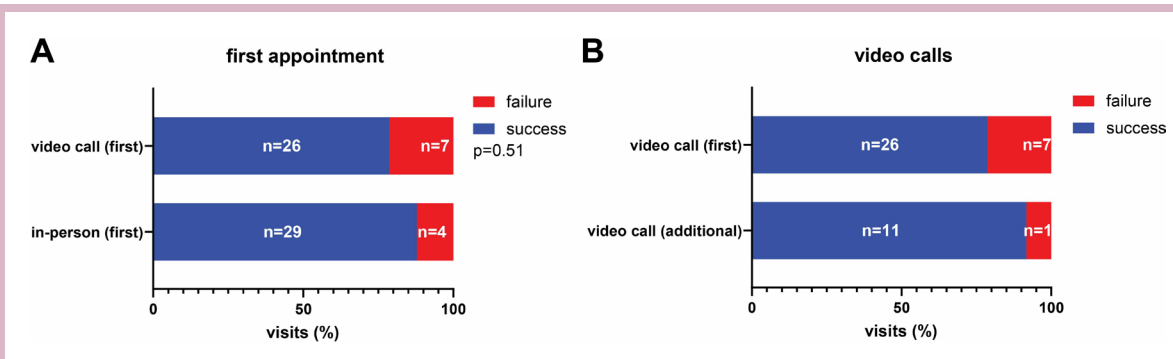 A
first appointment
failure
success
p=0.51
video call (first)
n=26
n=7
in-person (first)
n=29
n=4
0
50
100
visits (%)
B
video calls
failure
success
video call (first)
n=26
n=7
video call (additional)
n=11
n=1
0
50
100
visits (%)